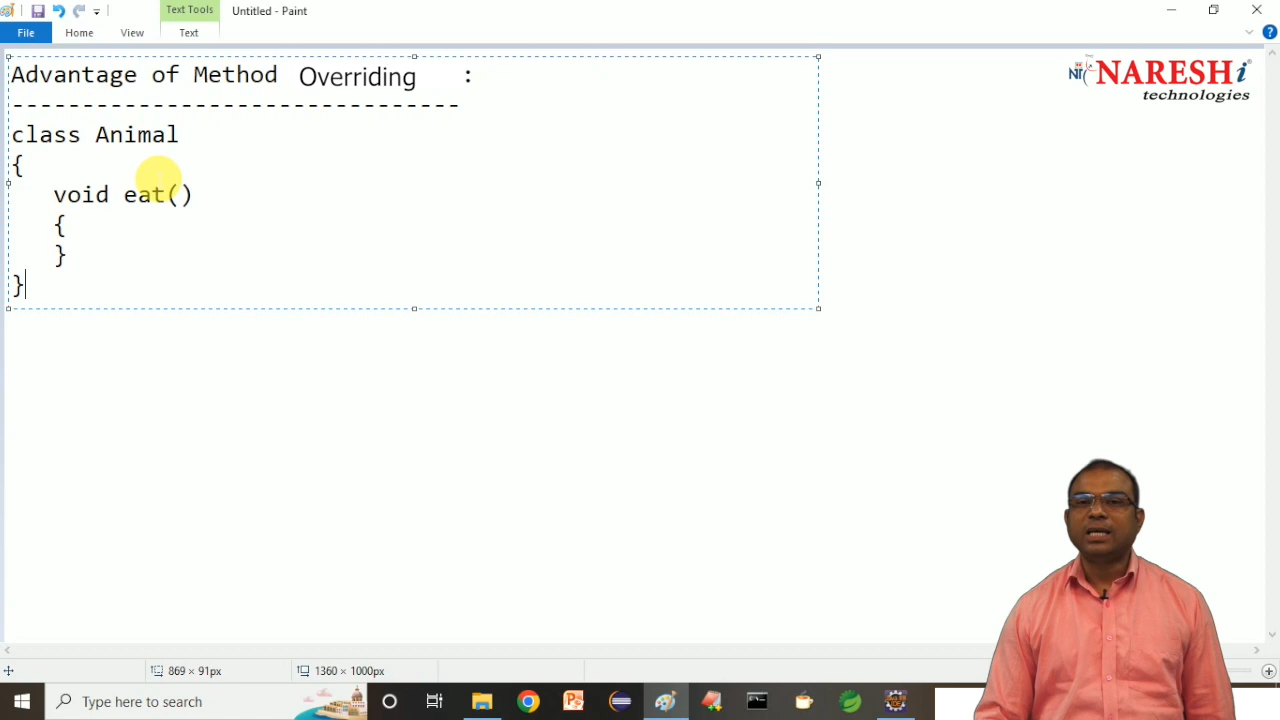 Untitled - Paint
Text Tools
File
Home
View
Text
Advantage of Method Overriding :
--------------------------------
class Animal
{
void eat()
{
}
}
NARESH i
technologies
869 × 91px
1360 × 1000px
Type here to search